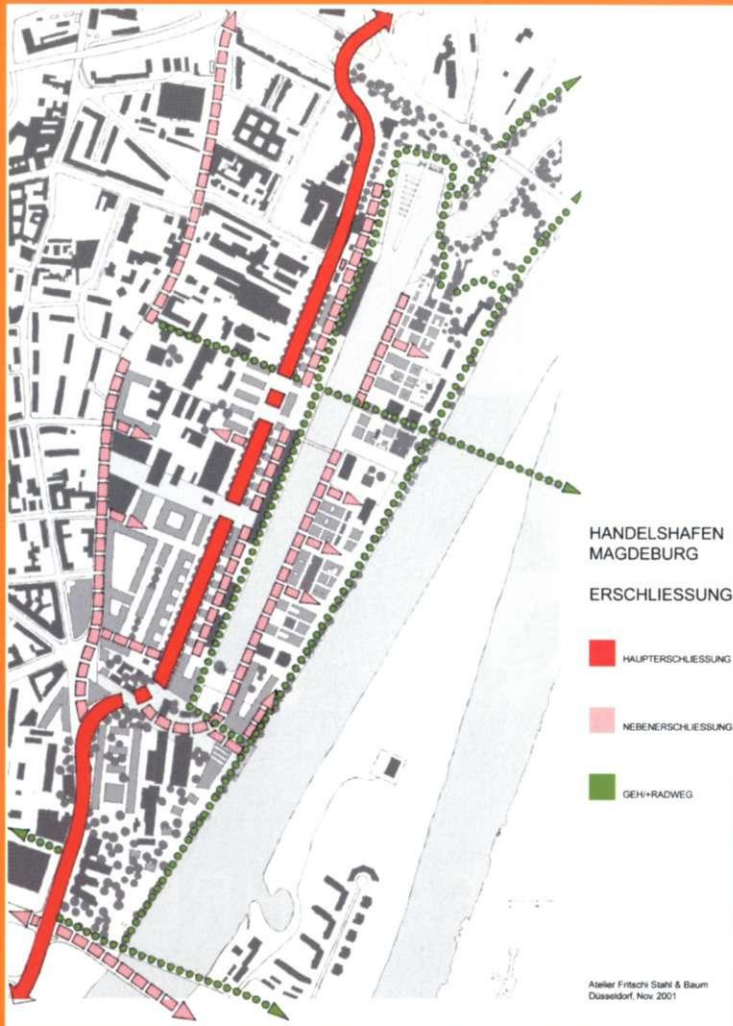 HANDELSHAFEN
MAGDEBURG
ERSCHLIESSUNG
HAUPTERSCHLIESSUNG
NEBENERSCHLIESSUNG
GEH/+RADWEG
Atelier Fritschi Stahl & Baum
Düsseldorf, Nov. 2001